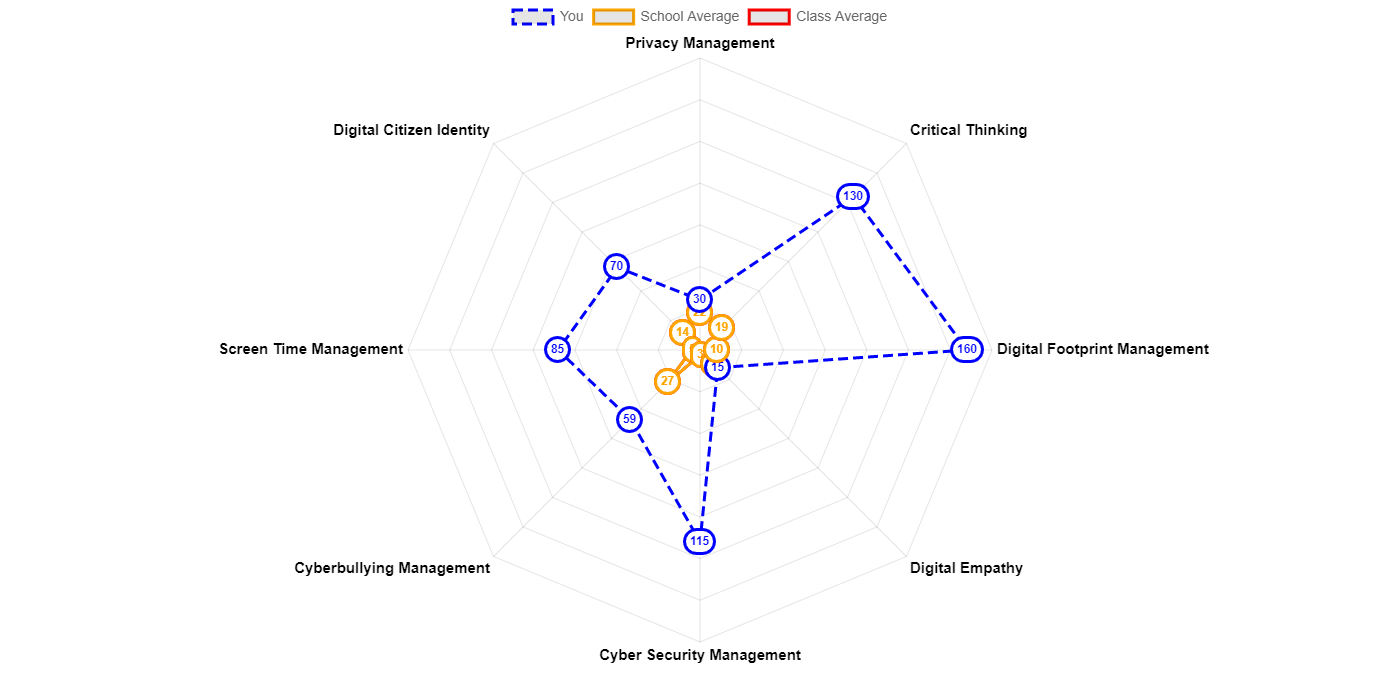 You School Average Class Average
Privacy Management
Digital Citizen Identity Critical Thinking
130
70
30
22
14 19
Screen Time Management 85 10 160 Digital Footprint Management
15
27
59
115
Cyberbullying Management Digital Empathy
Cyber Security Management